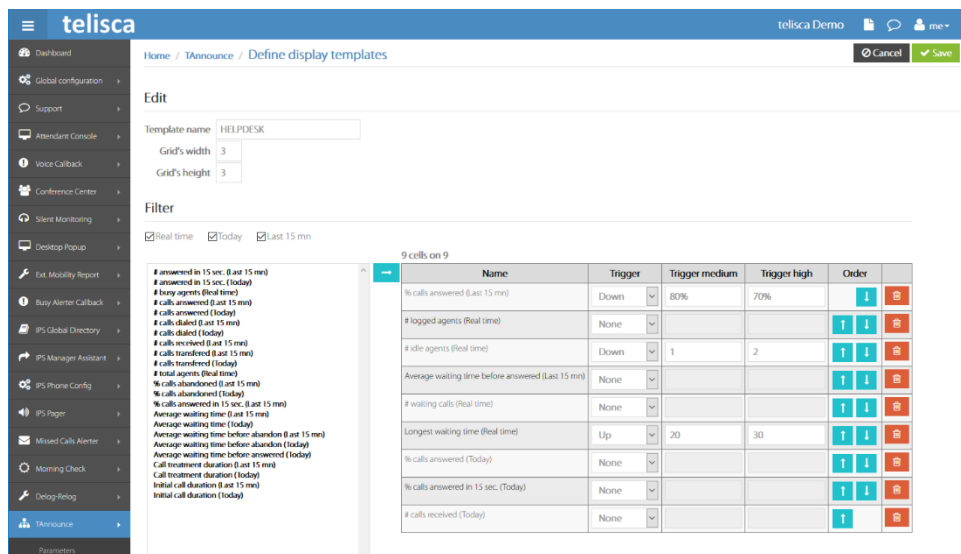 telisca
telisca Demo
me
Dashboard
Global configuration
Support
Attendant Console
Voice Callback
Conference Center
Silent Monitoring
Desktop Popup
Ext. Mobility Report
Busy Alerter Callback
IPS Global Directory
IPS Manager Assistant
IPS Phone Config
IPS Pager
Missed Calls Alerter
Morning Check
Delog-Relog
TAnnounce
Parameters
Home / TAnnounce / Define display templates
Cancel
Save
Edit
Template name HELPDESK
Grid's width 3
Grid's height 3
Filter
Real time Today Last 15 mn
# answered in 15 sec. (Last 15 mn)
# answered in 15 sec. (Today)
# busy agents (Real time)
# calls answered (Last 15 mn)
# calls answered (Today)
# calls dialed (Last 15 mn)
# calls dialed (Today)
# calls received (Last 15 mn)
# calls transfered (Last 15 mn)
# calls transfered (Today)
# total agents (Real time)
% calls abandoned (Last 15 mn)
% calls abandoned (Today)
% calls answered in 15 sec. (Last 15 mn)
Average waiting time (Last 15 mn)
Average waiting time (Today)
Average waiting time before abandon (Last 15 mn)
Average waiting time before abandon (Today)
Average waiting time before answered (Today)
Call treatment duration (Last 15 mn)
Call treatment duration (Today)
Initial call duration (Last 15 mn)
Initial call duration (Today)
9 cells on 9
Name Trigger Trigger medium Trigger high Order
% calls answered (Last 15 mn) Down 80% 70%
# logged agents (Real time) None
# idle agents (Real time) Down 1 2
Average waiting time before answered (Last 15 mn) None
# waiting calls (Real time) None
Longest waiting time (Real time) Up 20 30
% calls answered (Today) None
% calls answered in 15 sec. (Today) None
# calls received (Today) None